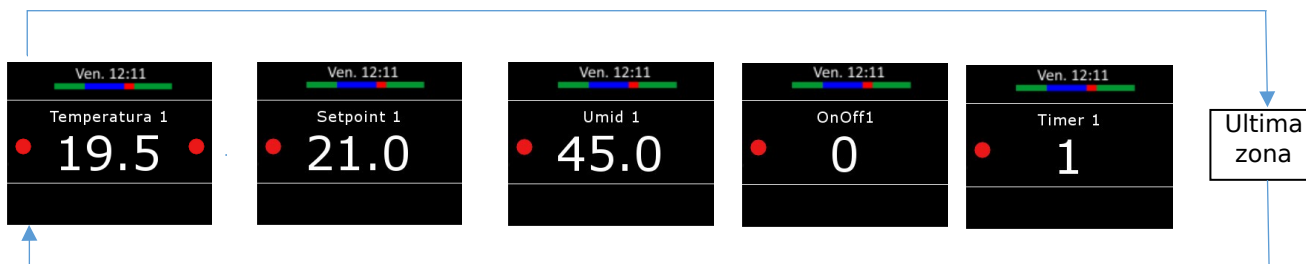 Ven. 12:11
Temperatura 1
19.5
Ven. 12:11
Setpoint 1
21.0
Ven. 12:11
Umid 1
45.0
Ven. 12:11
OnOff1
0
Ven. 12:11
Timer 1
1
Ultima
zona